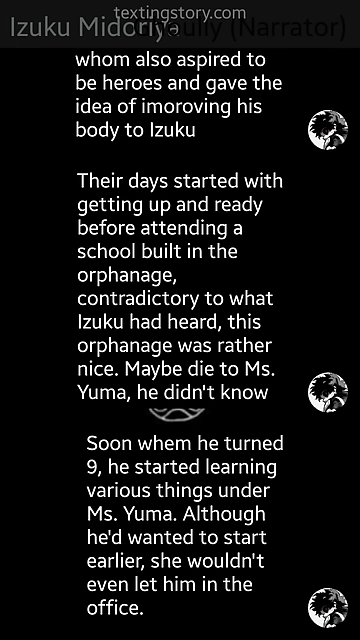 textingstory.com
Izuku Midoriya
(Narrator)
whom also aspired to
be heroes and gave the
idea of imoroving his
body to Izuku
Their days started with
getting up and ready
before attending a
school built in the
orphanage,
contradictory to what
Izuku had heard, this
orphanage was rather
nice. Maybe die to Ms.
Yuma, he didn't know
Soon whem he turned
9, he started learning
various things under
Ms. Yuma. Although
he'd wanted to start
earlier, she wouldn't
even let him in the
office.